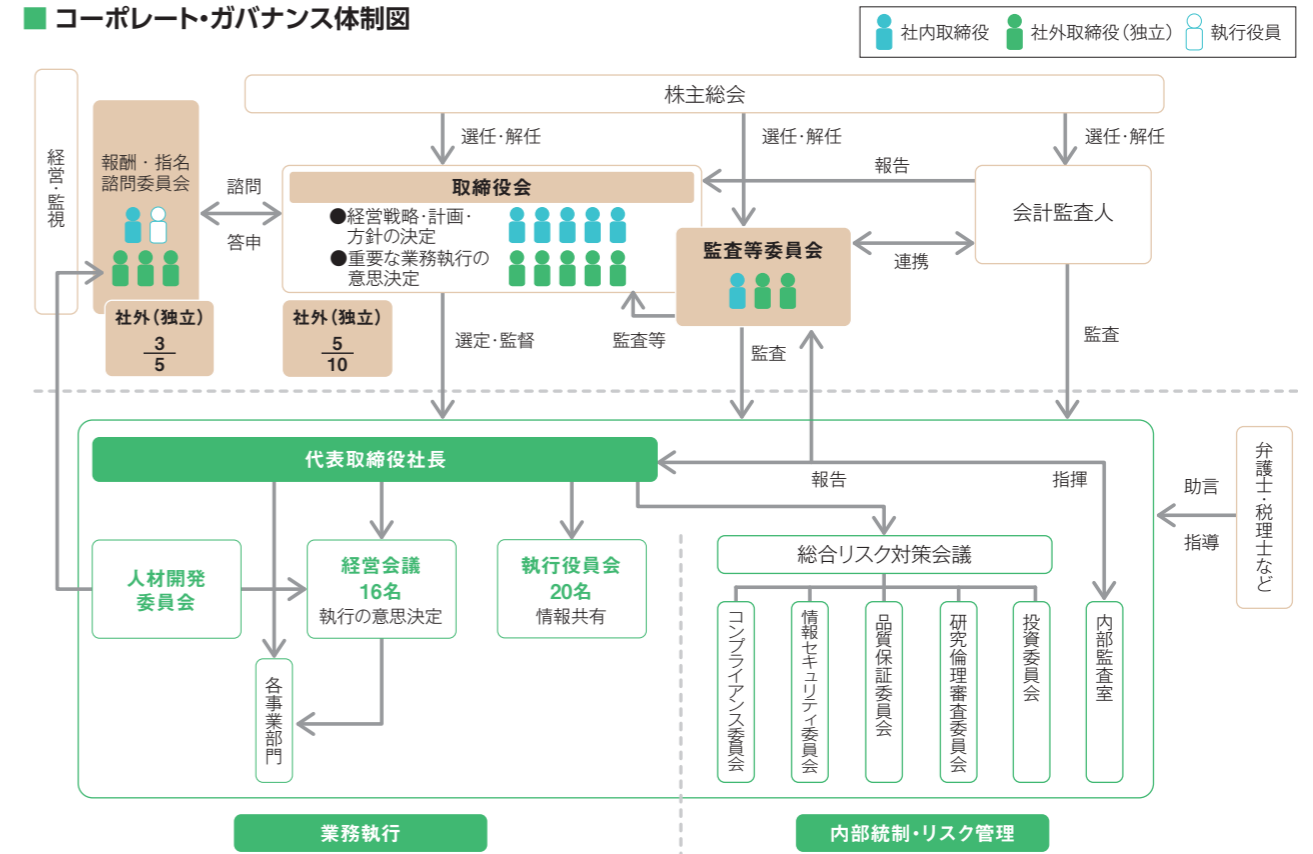 ■ コーポレート・ガバナンス体制図
社内取締役
社外取締役（独立）
執行役員
経営・監視
株主総会
選任・解任
選任・解任
選任・解任
報酬・指名
諮問委員会
諮問
答申
社外（独立）
3
5
取締役会
●経営戦略・計画・
方針の決定
●重要な業務執行の
意思決定
社外（独立）
5
10
報告
会計監査人
監査等委員会
連携
選定・監督
監査等
監査
監査
代表取締役社長
報告
指揮
助言
指導
弁護士・税理士など
人材開発
委員会
経営会議
16名
執行の意思決定
執行役員会
20名
情報共有
各事業部門
総合リスク対策会議
コンプライアンス委員会
情報セキュリティ委員会
品質保証委員会
研究倫理審査委員会
投資委員会
内部監査室
業務執行
内部統制・リスク管理